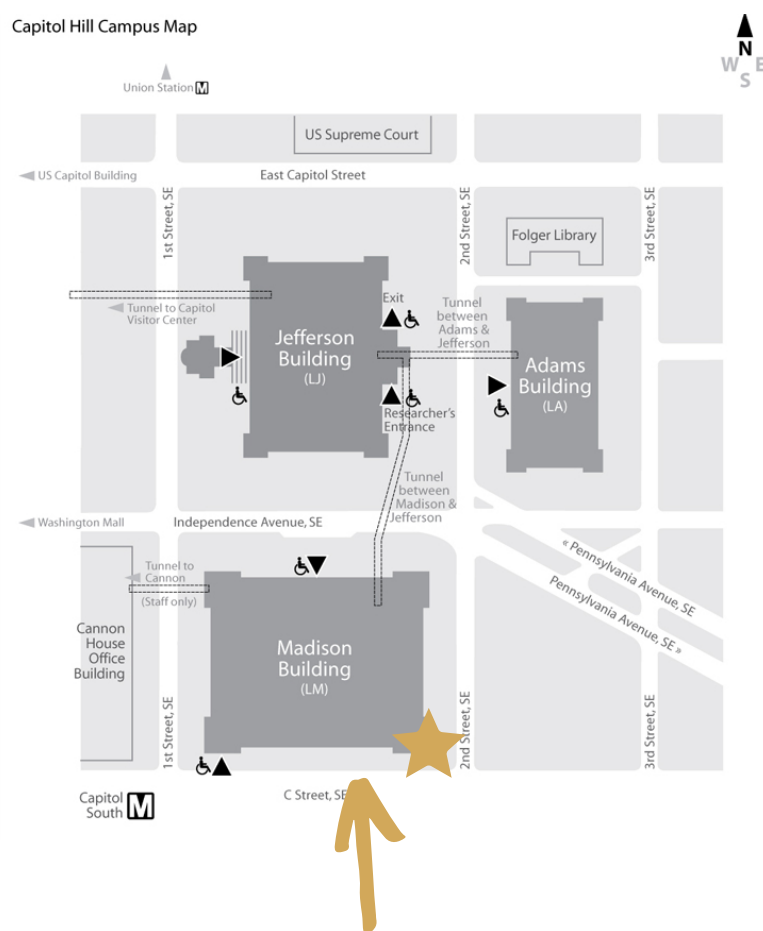 Capitol Hill Campus Map
N
W E
S
Union Station M
US Supreme Court
US Capitol Building
East Capitol Street
1st Street, SE
2nd Street, SE
3rd Street, SE
Folger Library
Tunnel to Capitol
Visitor Center
Exit
Tunnel
between
Adams &
Jefferson
Jefferson
Building
(LJ)
Adams
Building
(LA)
Researcher's
Entrance
Tunnel
between
Madison &
Jefferson
Washington Mall
Independence Avenue, SE
« Pennsylvania Avenue, SE
Pennsylvania Avenue, SE »
Tunnel to
Cannon
(Staff only)
Cannon
House
Office
Building
Madison
Building
(LM)
1st Street, SE
2nd Street, SE
3rd Street, SE
C Street, SE
Capitol
South M